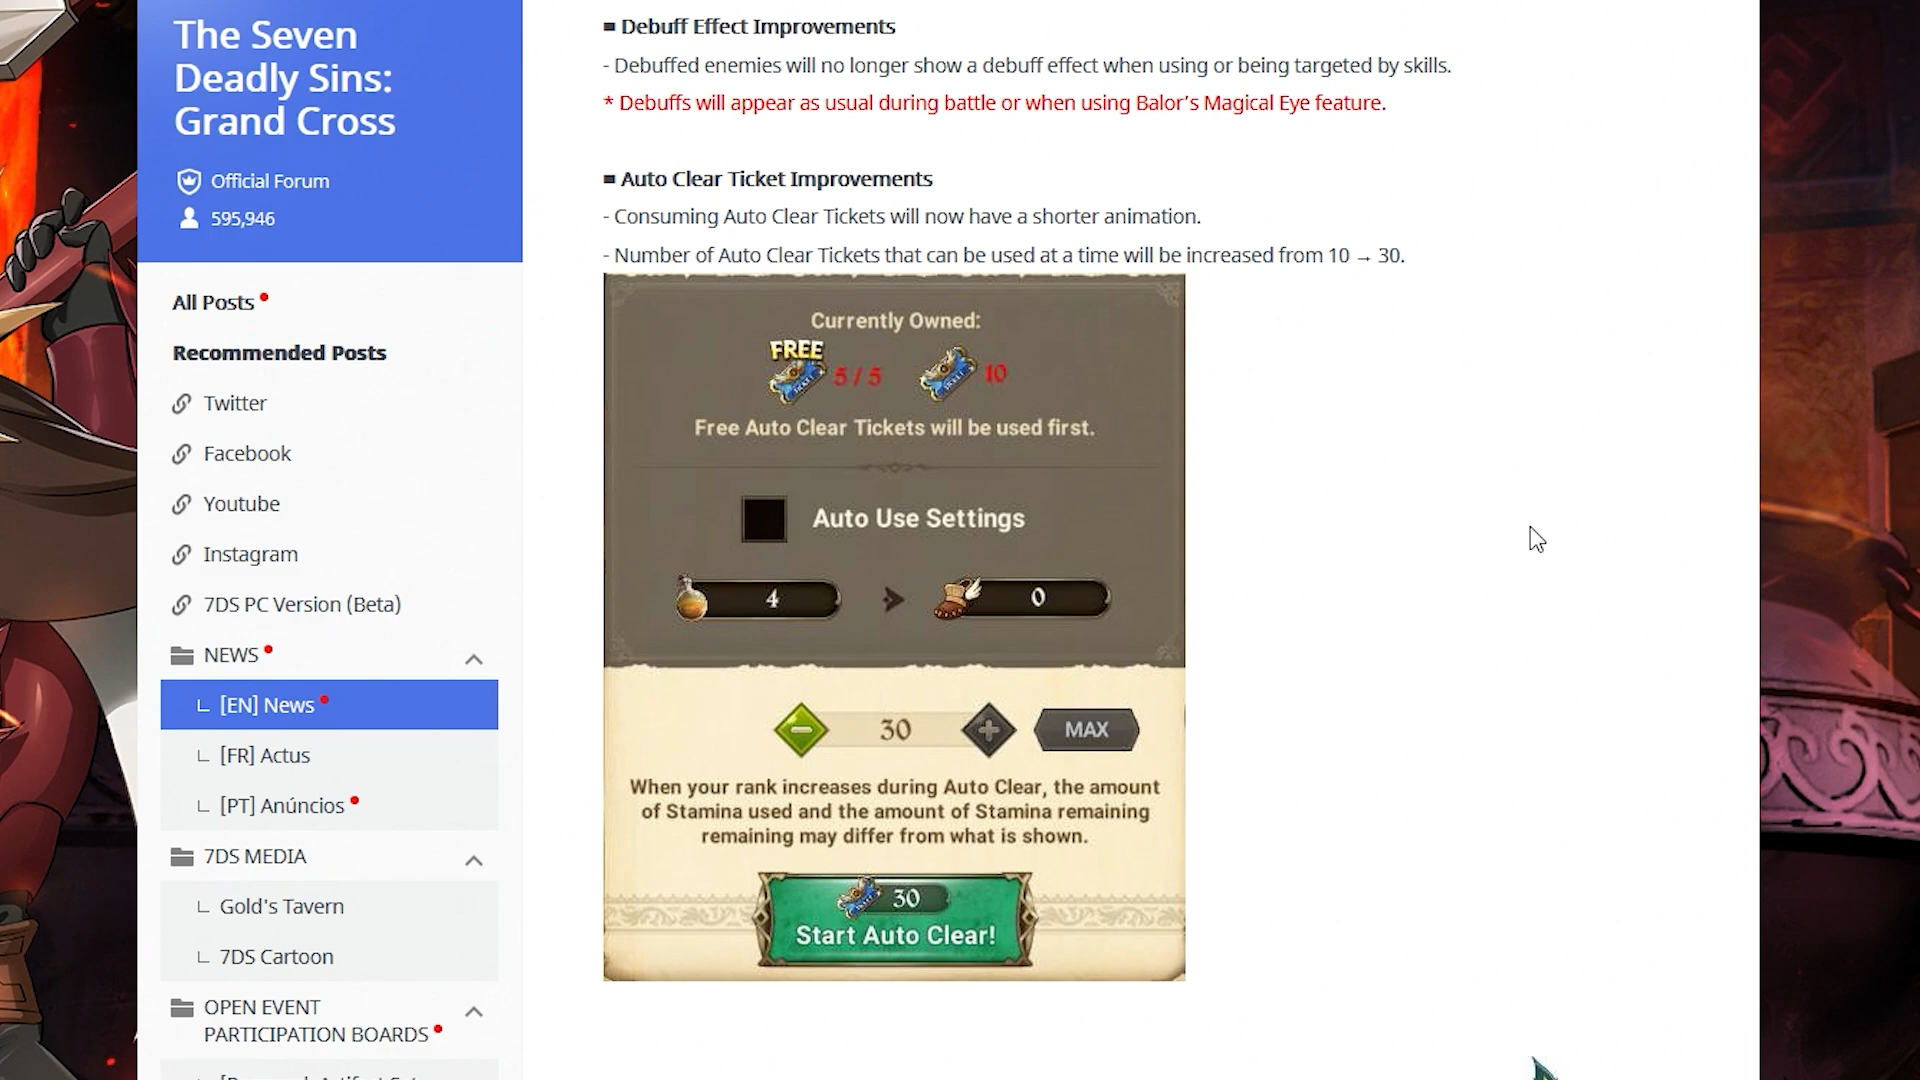 The Seven
Deadly Sins:
Grand Cross
Official Forum
595,946
All Posts
Recommended Posts
Twitter
Facebook
Youtube
Instagram
7DS PC Version (Beta)
NEWS
[EN] News
[FR] Actus
[PT] Anúncios
7DS MEDIA
Gold's Tavern
7DS Cartoon
OPEN EVENT
PARTICIPATION BOARDS
■ Debuff Effect Improvements
- Debuffed enemies will no longer show a debuff effect when using or being targeted by skills.
* Debuffs will appear as usual during battle or when using Balor’s Magical Eye feature.
■ Auto Clear Ticket Improvements
- Consuming Auto Clear Tickets will now have a shorter animation.
- Number of Auto Clear Tickets that can be used at a time will be increased from 10 → 30.
Currently Owned:
FREE
5/5 10
Free Auto Clear Tickets will be used first.
Auto Use Settings
4 0
30 MAX
When your rank increases during Auto Clear, the amount
of Stamina used and the amount of Stamina remaining
remaining may differ from what is shown.
30
Start Auto Clear!